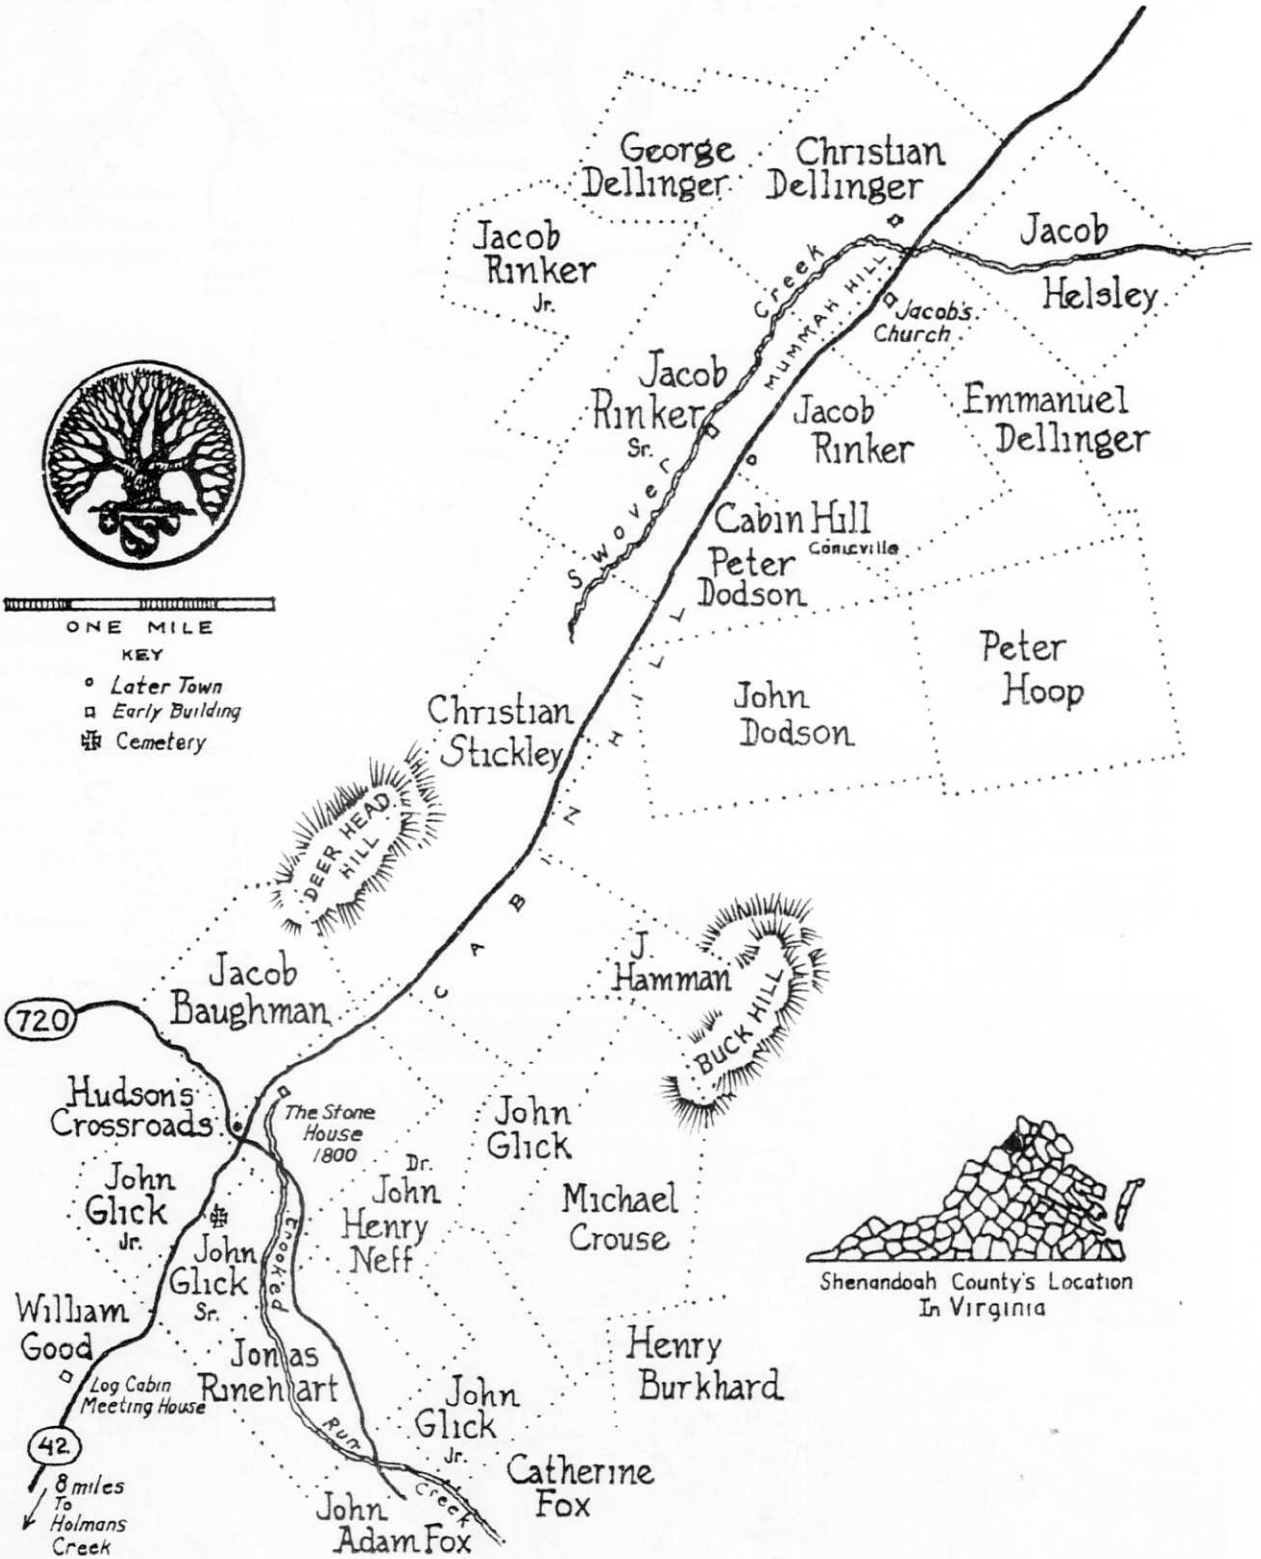 George
Dellinger
Christian
Dellinger
Jacob
Rinker
Jr.
Jacob
Helsley
Creek
MUMMAH HILL
Jacob's
Church
Jacob
Rinker
Sr.
Swover
Jacob
Rinker
Emmanuel
Dellinger
Cabin Hill
Conicville
Peter
Dodson
Peter
Hoop
John
Dodson
ONE MILE
KEY
Later Town
Early Building
Cemetery
Christian
Stickley
CABIN HILL
DEER HEAD
HILL
J
Hamman
BUCK HILL
Jacob
Baughman
720
Hudson's
Crossroads
The Stone
House
1800
John
Glick
Dr.
John
Henry
Neff
John
Glick
Jr.
Michael
Crouse
John
Glick
Sr.
Crooked
Run
Creek
William
Good
Log Cabin
Meeting House
Jonas
Rinehart
Henry
Burkhard
John
Glick
Jr.
42
8 miles
To
Holmans
Creek
Catherine
Fox
John
Adam Fox
Shenandoah County's Location
In Virginia